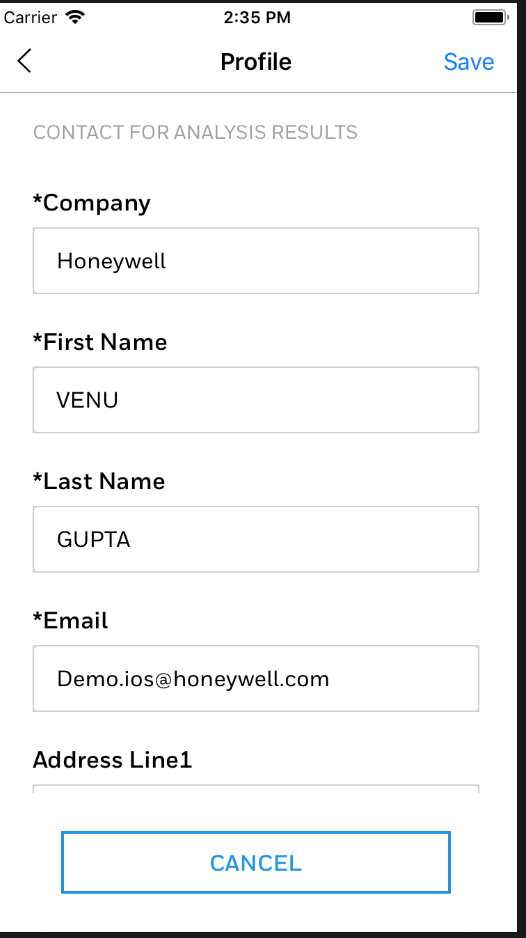 Carrier 2:35 PM
Profile Save
CONTACT FOR ANALYSIS RESULTS
*Company
Honeywell
*First Name
VENU
*Last Name
GUPTA
*Email
Demo.ios@honeywell.com
Address Line1
CANCEL